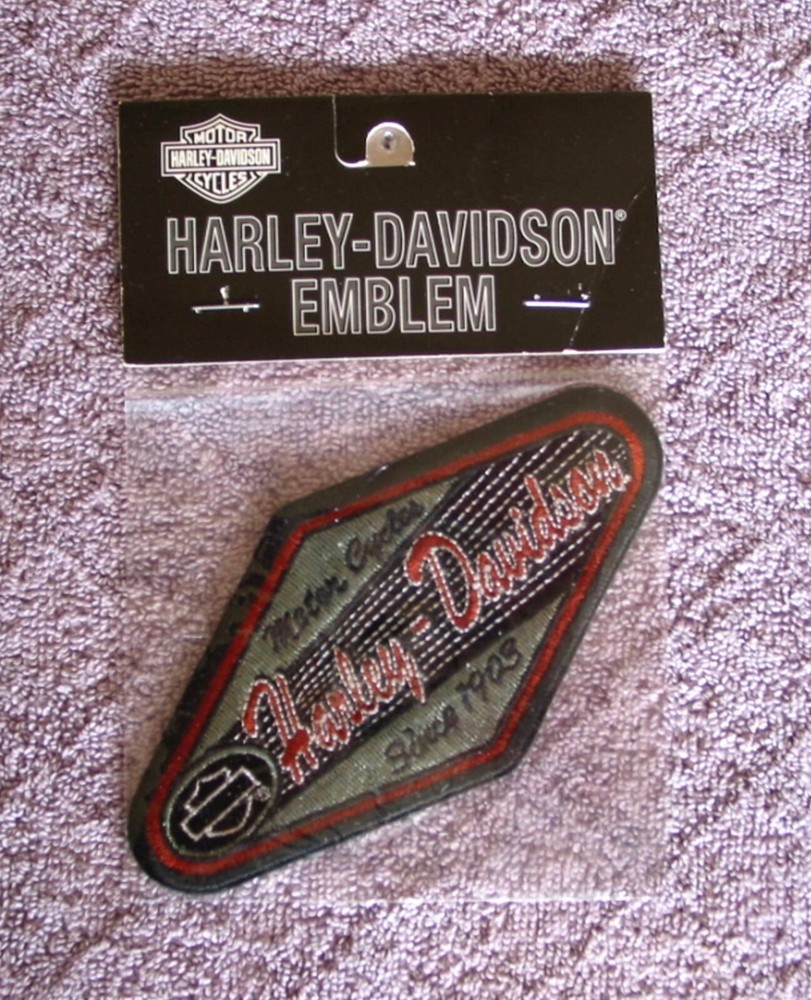 MOTOR
HARLEY-DAVIDSON
CYCLES
HARLEY-DAVIDSON®
EMBLEM
Motor Cycles
Harley-Davidson
Since 1903
®